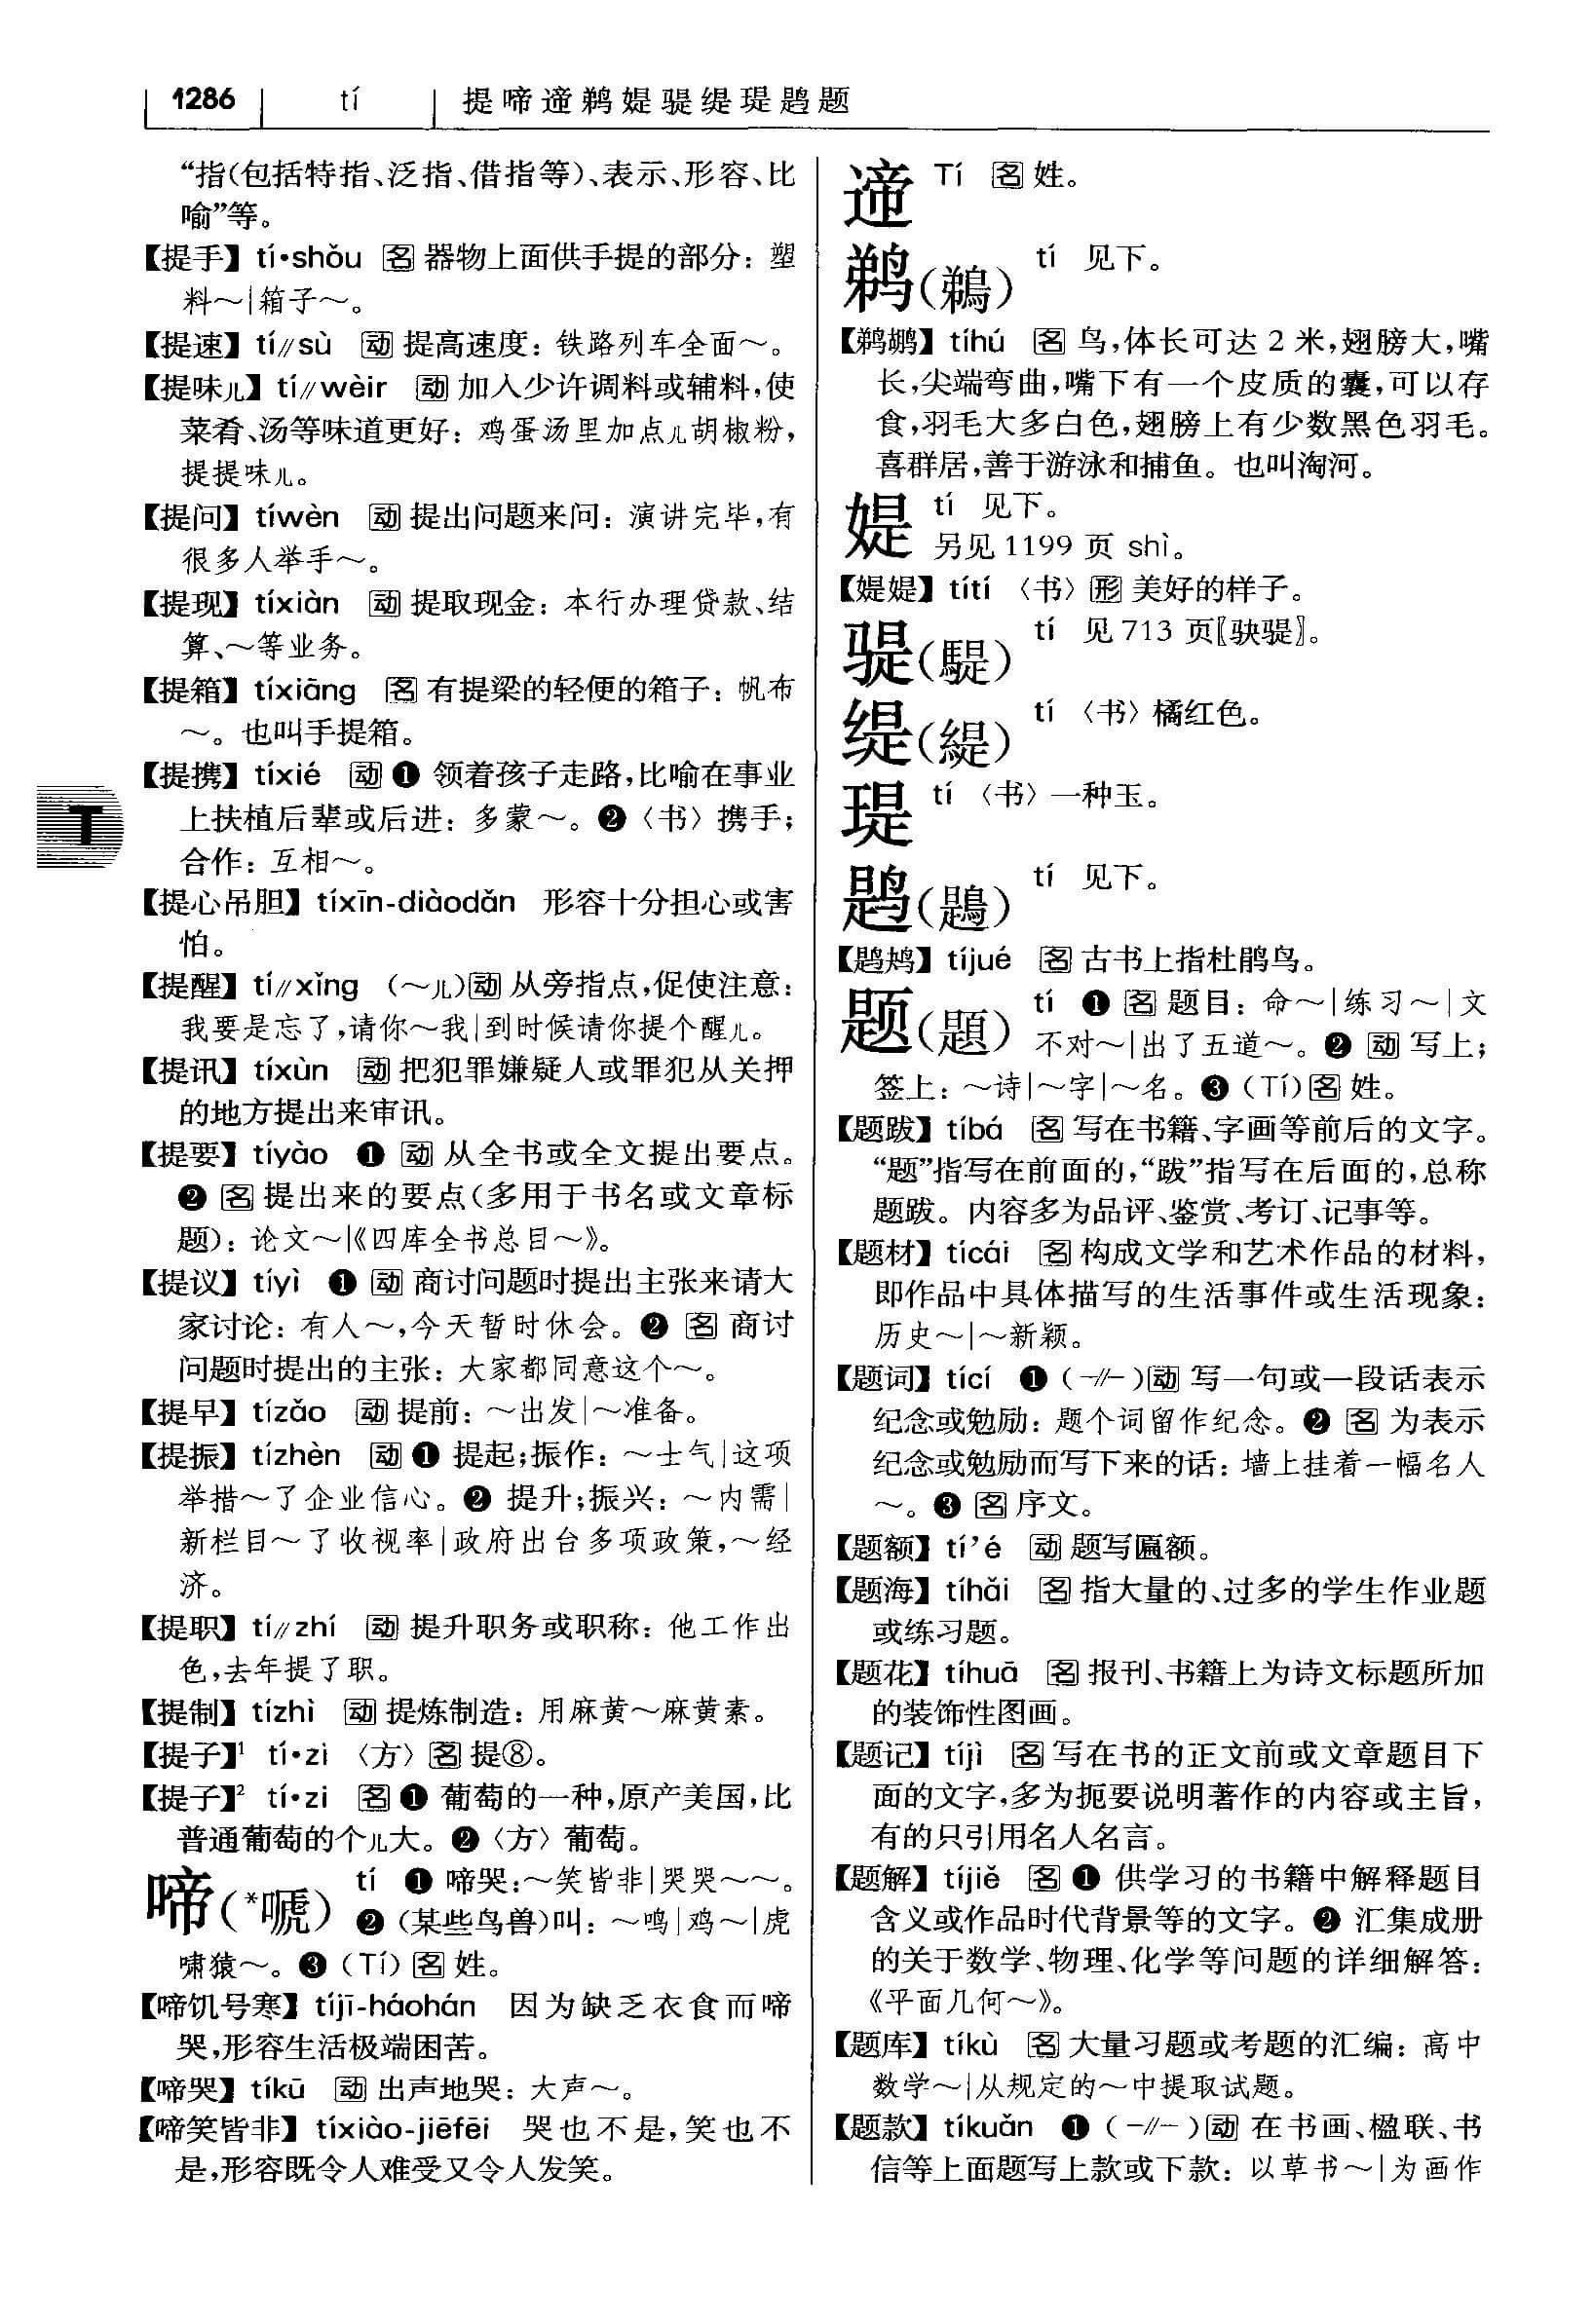 1286 tí 提啼遆鹈媞骍缇瑅鶗题
“指(包括特指、泛指、借指等)、表示、形容、比
喻”等。
【提手】 tí•shǒu 名 器物上面供手提的部分：塑
料～|箱子～。
【提速】 tí∥sù 动 提高速度：铁路列车全面～。
【提味儿】 tí∥wèir 动 加入少许调料或辅料，使
菜肴、汤等味道更好：鸡蛋汤里加点儿胡椒粉，
提提味儿。
【提问】 tíwèn 动 提出问题来问：演讲完毕，有
很多人举手～。
【提现】 tíxiàn 动 提取现金：本行办理贷款、结
算、～等业务。
【提箱】 tíxiāng 名 有提梁的轻便的箱子：帆布
～。也叫手提箱。
【提携】 tíxié 动 ❶ 领着孩子走路，比喻在事业
上扶植后辈或后进：多蒙～。❷〈书〉携手；
合作：互相～。
【提心吊胆】 tíxīn-diàodǎn 形容十分担心或害
怕。
【提醒】 tí∥xǐng （～儿）动 从旁指点，促使注意：
我要是忘了，请你～我|到时候请你提个醒儿。
【提讯】 tíxùn 动 把犯罪嫌疑人或罪犯从关押
的地方提出来审讯。
【提要】 tíyào ❶ 动 从全书或全文提出要点。
❷ 名 提出来的要点(多用于书名或文章标
题)：论文～|《四库全书总目～》。
【提议】 tíyì ❶ 动 商讨问题时提出主张来请大
家讨论：有人～，今天暂时休会。❷ 名 商讨
问题时提出的主张：大家都同意这个～。
【提早】 tízǎo 动 提前：～出发|～准备。
【提振】 tízhèn 动 ❶ 提起；振作：～士气|这项
举措～了企业信心。❷ 提升；振兴：～内需|
新栏目～了收视率|政府出台多项政策，～经
济。
【提职】 tí∥zhí 动 提升职务或职称：他工作出
色，去年提了职。
【提制】 tízhì 动 提炼制造：用麻黄～麻黄素。
【提子】¹ tí•zi 〈方〉名 提⑧。
【提子】² tí•zi 名 ❶ 葡萄的一种，原产美国，比
普通葡萄的个儿大。❷〈方〉葡萄。
啼(*嗁) tí ❶ 啼哭：～笑皆非|哭哭～～。
❷ (某些鸟兽)叫：～鸣|鸡～|虎
啸猿～。❸（Tí）名 姓。
【啼饥号寒】 tíjī-háohán 因为缺乏衣食而啼
哭，形容生活极端困苦。
【啼哭】 tíkū 动 出声地哭：大声～。
【啼笑皆非】 tíxiào-jiēfēi 哭也不是，笑也不
是，形容既令人难受又令人发笑。
T
遆 Tí 名 姓。
鹈(鵜) tí 见下。
【鹈鹕】 tíhú 名 鸟，体长可达 2 米，翅膀大，嘴
长，尖端弯曲，嘴下有一个皮质的囊，可以存
食，羽毛大多白色，翅膀上有少数黑色羽毛。
喜群居，善于游泳和捕鱼。也叫淘河。
媞 tí 见下。
另见 1199 页 shì。
【媞媞】 títí 〈书〉形 美好的样子。
𫘨(騠) tí 见 713 页〖𫘝𫘨〗。
缇(緹) tí 〈书〉橘红色。
瑅 tí 〈书〉一种玉。
𫛸(鶗) tí 见下。
【𫛸𫛞】 tíjué 名 古书上指杜鹃鸟。
题(題) tí ❶ 名 题目：命～|练习～|文
不对～|出了五道～。❷ 动 写上；
签上：～诗|～字|～名。❸（Tí）名 姓。
【题跋】 tíbá 名 写在书籍、字画等前后的文字。
“题”指写在前面的，“跋”指写在后面的，总称
题跋。内容多为品评、鉴赏、考订、记事等。
【题材】 tícái 名 构成文学和艺术作品的材料，
即作品中具体描写的生活事件或生活现象：
历史～|～新颖。
【题词】 tící ❶（-∥-）动 写一句或一段话表示
纪念或勉励：题个词留作纪念。❷ 名 为表示
纪念或勉励而写下来的话：墙上挂着一幅名人
～。❸ 名 序文。
【题额】 tí’é 动 题写匾额。
【题海】 tíhǎi 名 指大量的、过多的学生作业题
或练习题。
【题花】 tíhuā 名 报刊、书籍上为诗文标题所加
的装饰性图画。
【题记】 tíjì 名 写在书的正文前或文章题目下
面的文字，多为扼要说明著作的内容或主旨，
有的只引用名人名言。
【题解】 tíjiě 名 ❶ 供学习的书籍中解释题目
含义或作品时代背景等的文字。❷ 汇集成册
的关于数学、物理、化学等问题的详细解答：
《平面几何～》。
【题库】 tíkù 名 大量习题或考题的汇编：高中
数学～|从规定的～中提取试题。
【题款】 tíkuǎn ❶（-∥-）动 在书画、楹联、书
信等上面题写上款或下款：以草书～|为画作